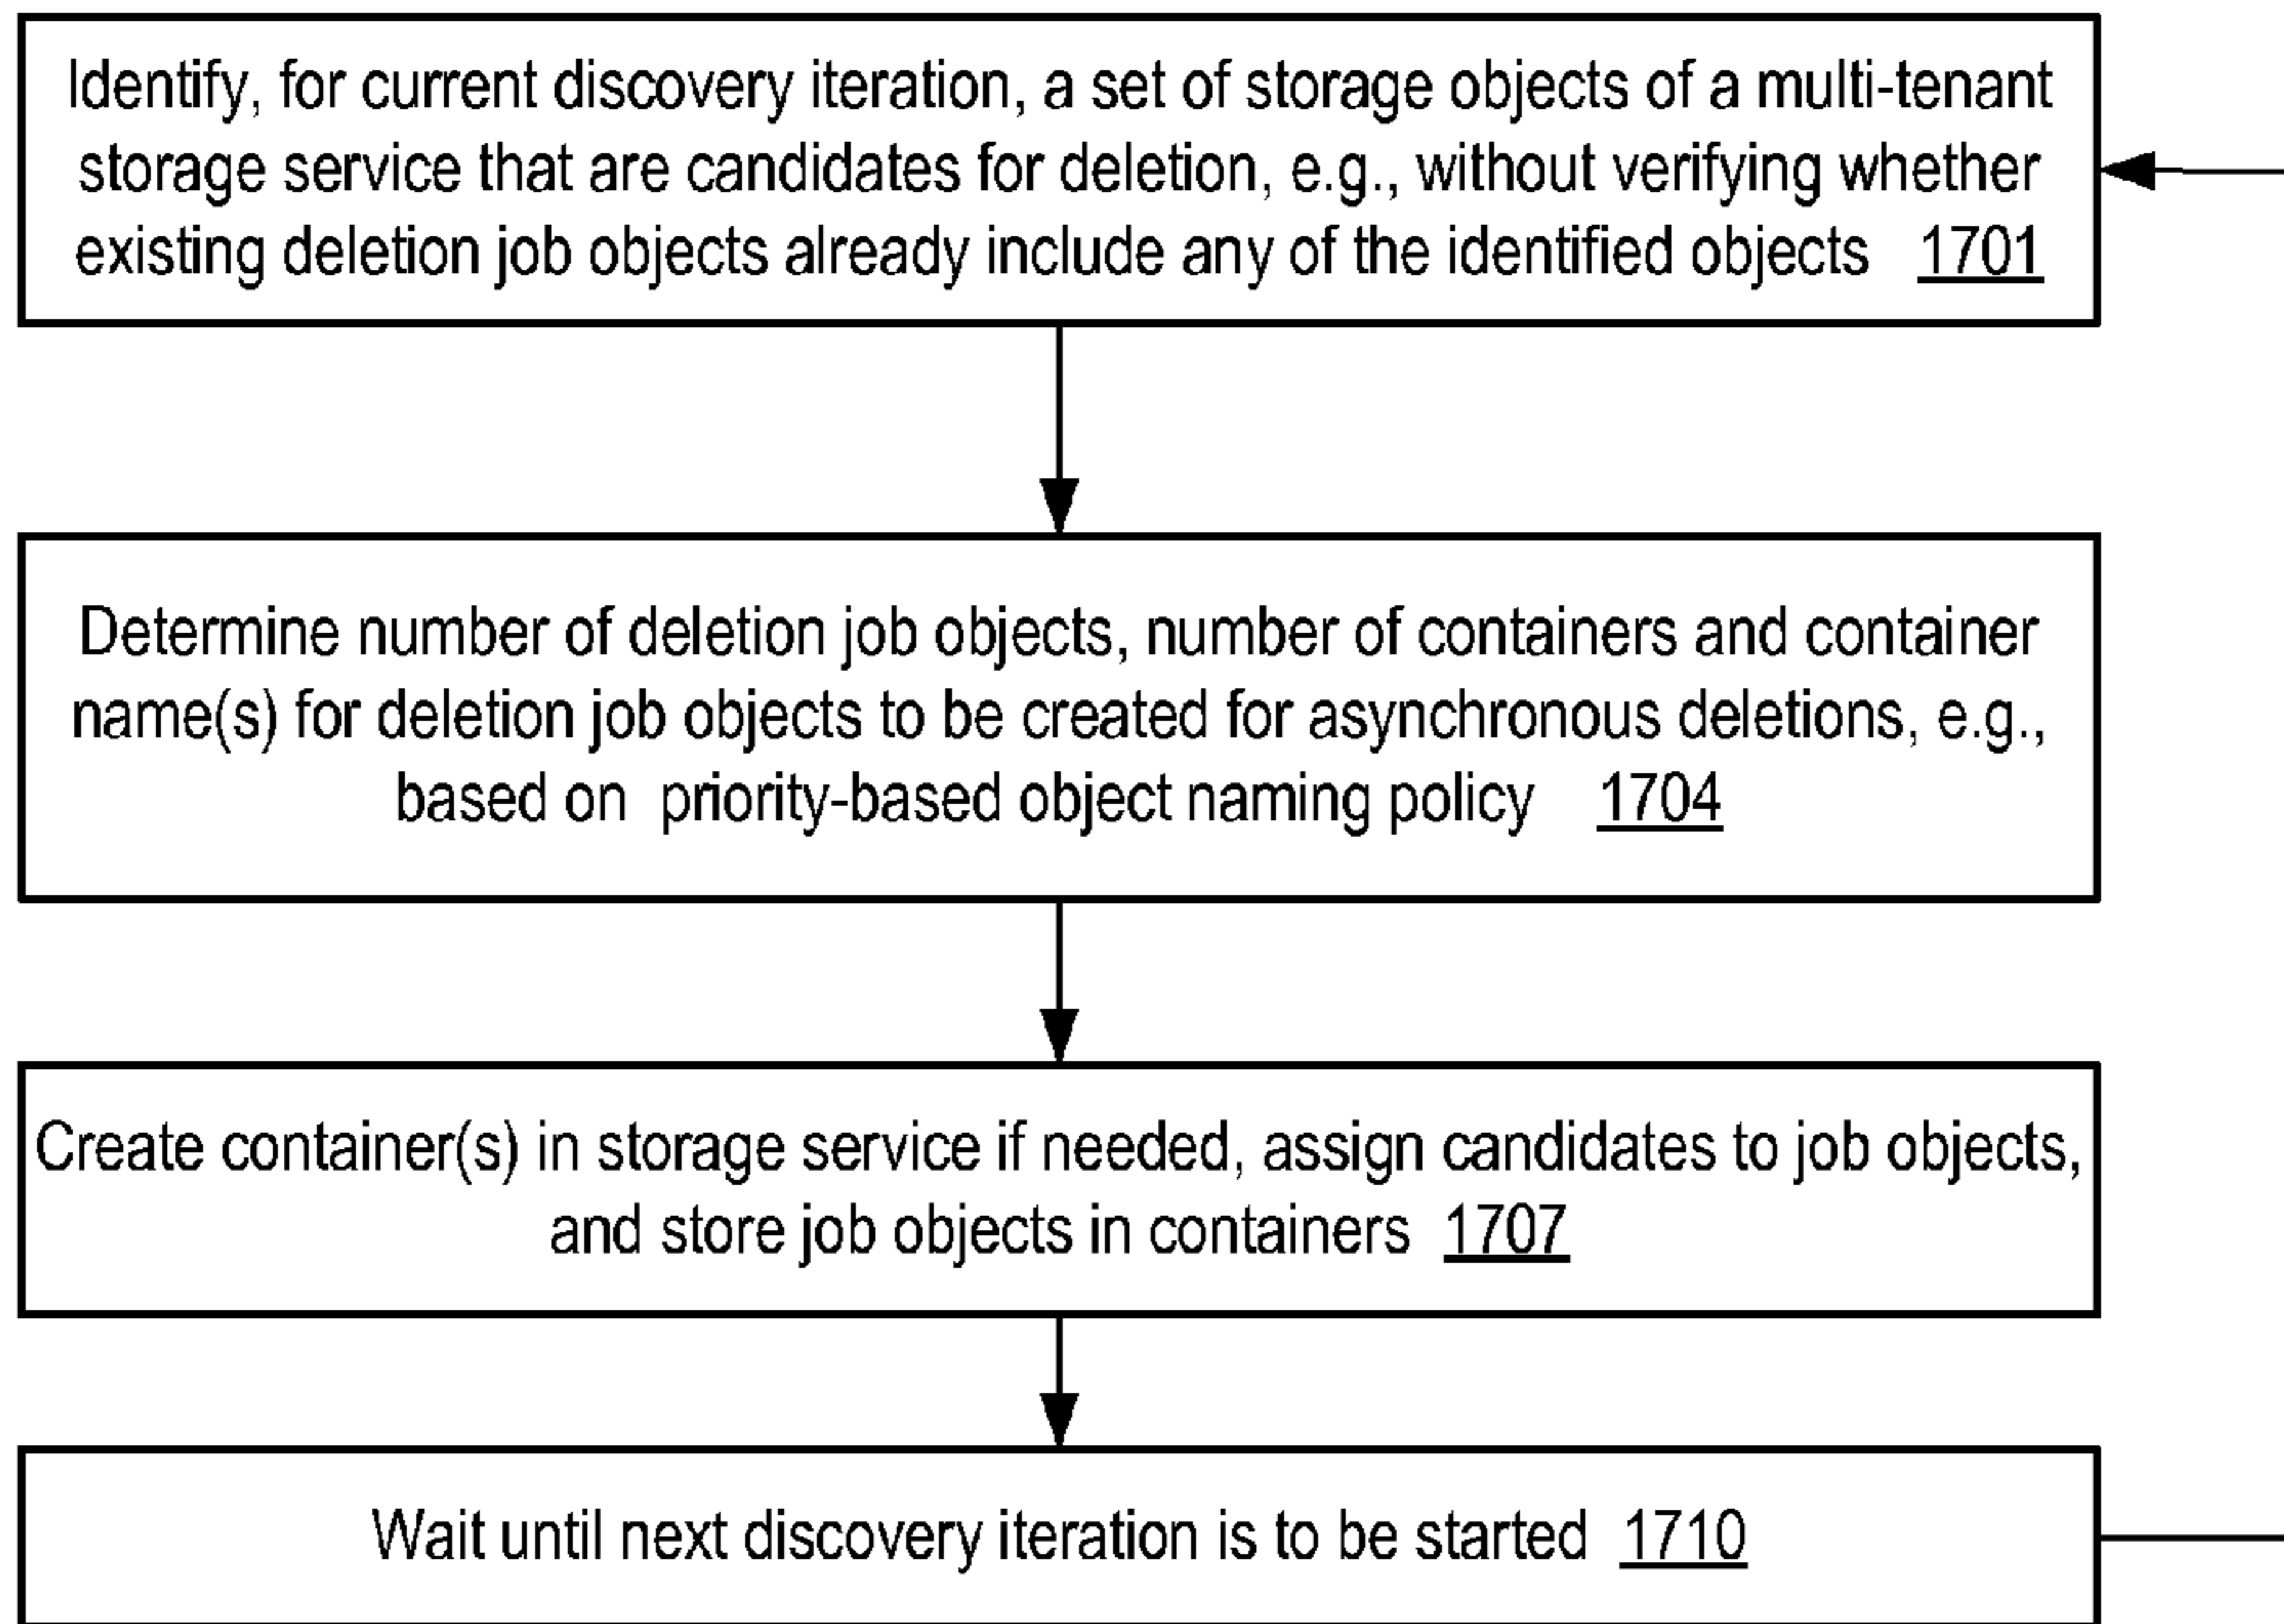 Identify, for current discovery iteration, a set of storage objects of a multi-tenant
storage service that are candidates for deletion, e.g., without verifying whether
existing deletion job objects already include any of the identified objects 1701
Determine number of deletion job objects, number of containers and container
name(s) for deletion job objects to be created for asynchronous deletions, e.g.,
based on priority-based object naming policy 1704
Create container(s) in storage service if needed, assign candidates to job objects,
and store job objects in containers 1707
Wait until next discovery iteration is to be started 1710